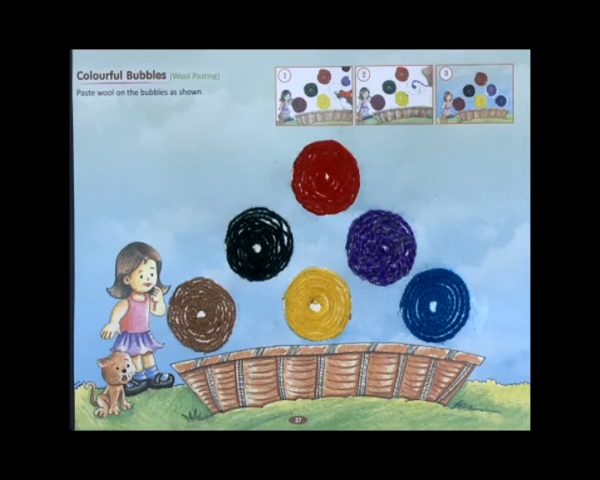 Colourful Bubbles (Wool Pasting)
Paste wool on the bubbles as shown.
1
2
3
37